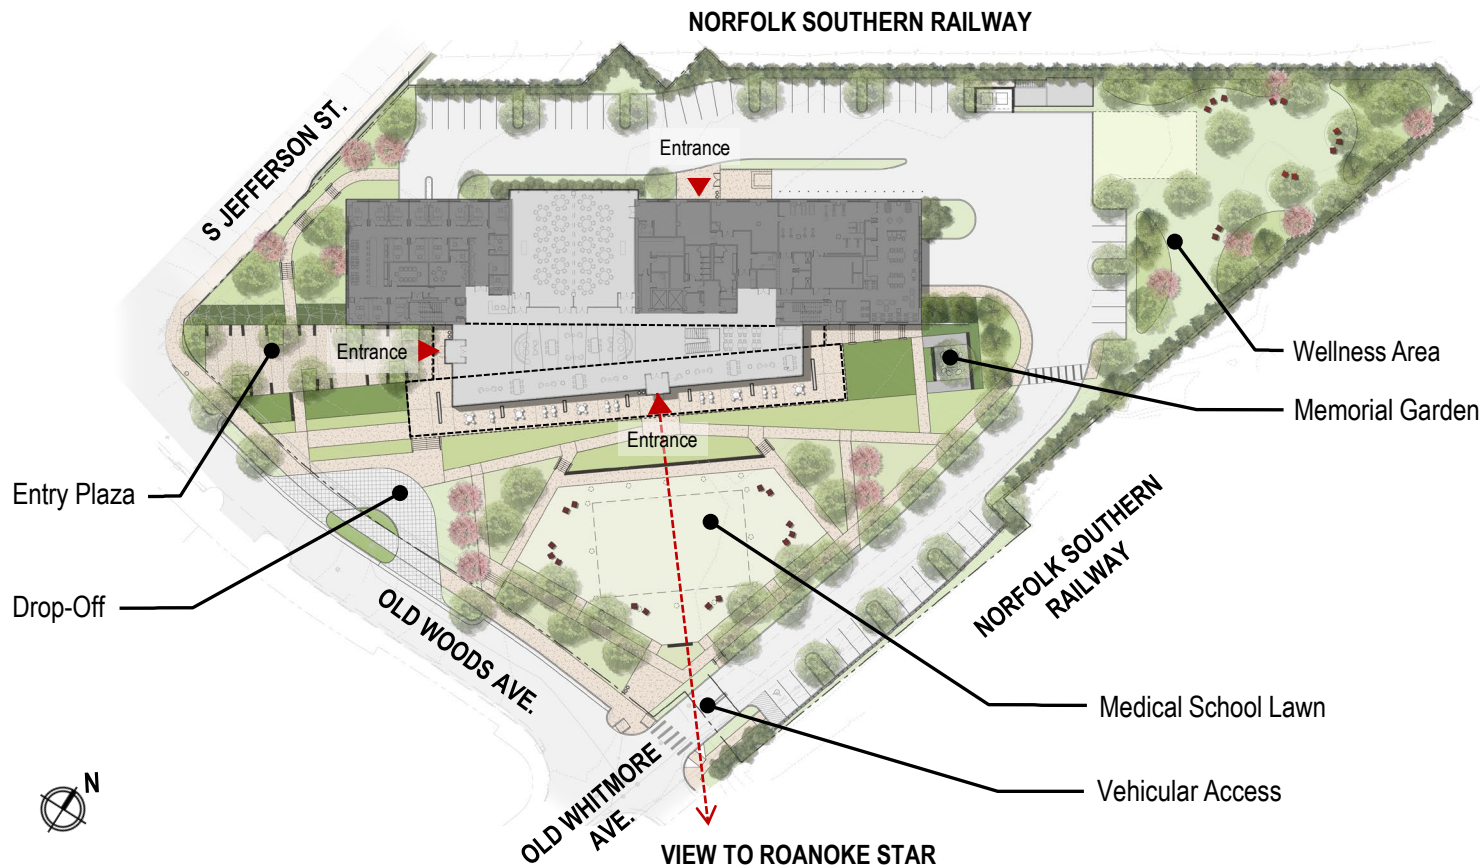 NORFOLK SOUTHERN RAILWAY
S JEFFERSON ST.
Entrance
Entrance
Entrance
Wellness Area
Memorial Garden
Entry Plaza
Drop-Off
NORFOLK SOUTHERN
RAILWAY
OLD WOODS AVE.
Medical School Lawn
Vehicular Access
N
OLD WHITMORE
AVE.
VIEW TO ROANOKE STAR